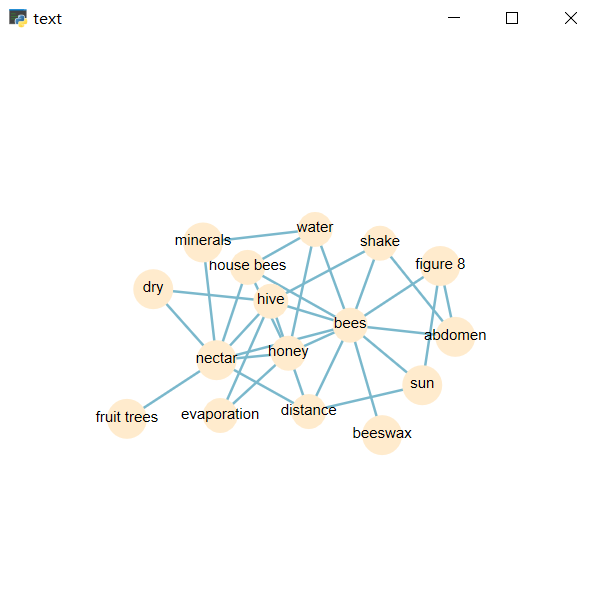 text
water
minerals
shake
house bees
figure 8
dry
hive
bees
abdomen
honey
nectar
sun
distance
evaporation
fruit trees
beeswax